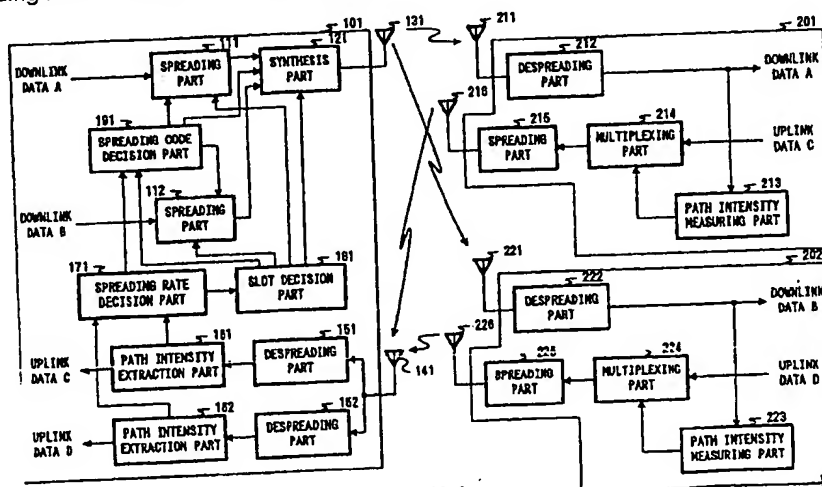 101
111
SPREADING
PART
121
SYNTHESIS
PART
131
DOWNLINK
DATA A
191
SPREADING CODE
DECISION PART
112
SPREADING
PART
DOWNLINK
DATA B
171
SPREADING RATE
DECISION PART
181
SLOT DECISION
PART
161
PATH INTENSITY
EXTRACTION PART
151
DESPREADING
PART
UPLINK
DATA C
141
162
PATH INTENSITY
EXTRACTION PART
152
DESPREADING
PART
UPLINK
DATA D
211
201
212
DESPREADING
PART
DOWNLINK
DATA A
216
215
SPREADING
PART
214
MULTIPLEXING
PART
UPLINK
DATA C
213
PATH INTENSITY
MEASURING PART
202
221
222
DESPREADING
PART
DOWNLINK
DATA B
226
225
SPREADING
PART
224
MULTIPLEXING
PART
UPLINK
DATA D
223
PATH INTENSITY
MEASURING PART